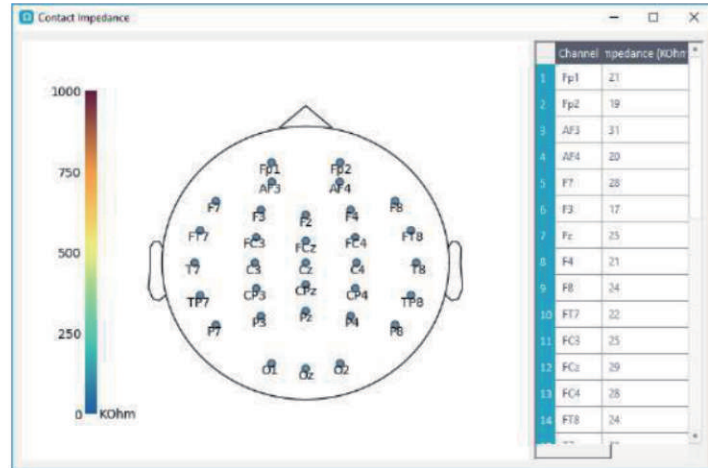 Contact Impedance
1000
750
500
250
0 KOhm
Fp1 Fp2
AF3 AF4
F7 F3 Fz F4 F8
FT7 FC3 FCz FC4 FT8
T7 C3 Cz C4 T8
TP7 CP3 CPz CP4 TP8
P7 P3 Pz P4 P8
O1 Oz O2
Channel mpedance (KOhm
1 Fp1 21
2 Fp2 19
3 AF3 31
4 AF4 20
5 F7 28
6 F3 17
7 Fz 25
8 F4 21
9 F8 24
10 FT7 22
11 FC3 25
12 FCz 29
13 FC4 28
14 FT8 24